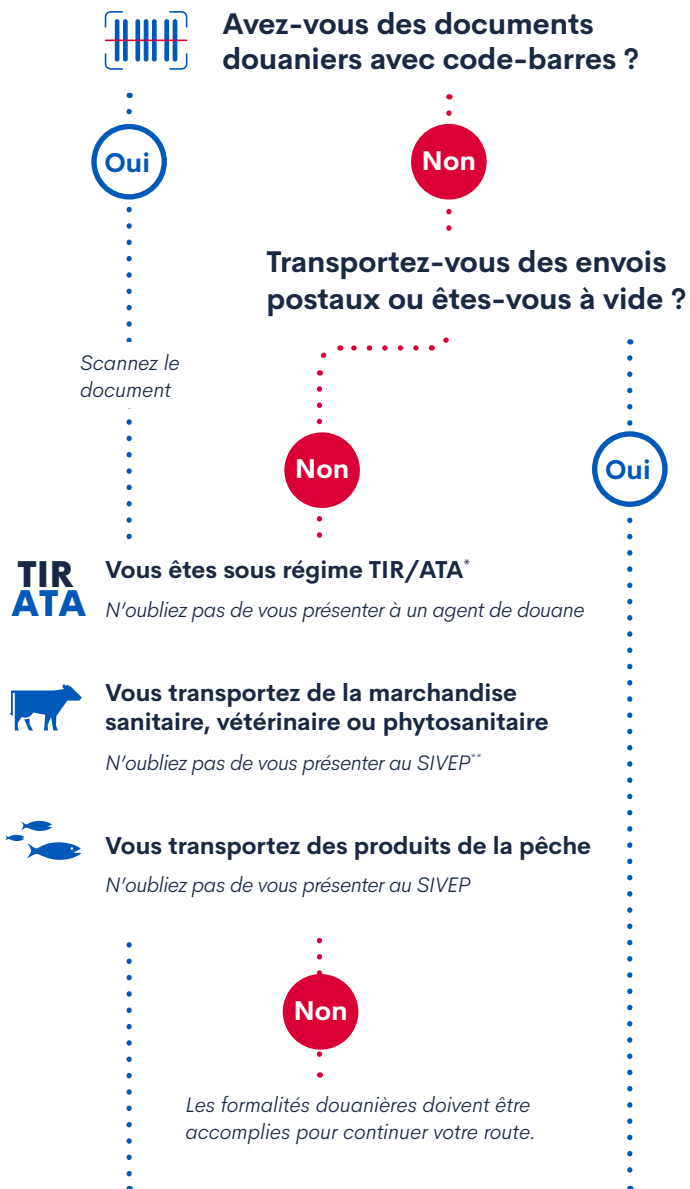 Avez-vous des documents
douaniers avec code-barres ?
Oui
Non
Transportez-vous des envois
postaux ou êtes-vous à vide ?
Scannez le
document
Non
Oui
TIR
ATA
Vous êtes sous régime TIR/ATA*
N'oubliez pas de vous présenter à un agent de douane
Vous transportez de la marchandise
sanitaire, vétérinaire ou phytosanitaire
N'oubliez pas de vous présenter au SIVEP**
Vous transportez des produits de la pêche
N'oubliez pas de vous présenter au SIVEP
Non
Les formalités douanières doivent être
accomplies pour continuer votre route.